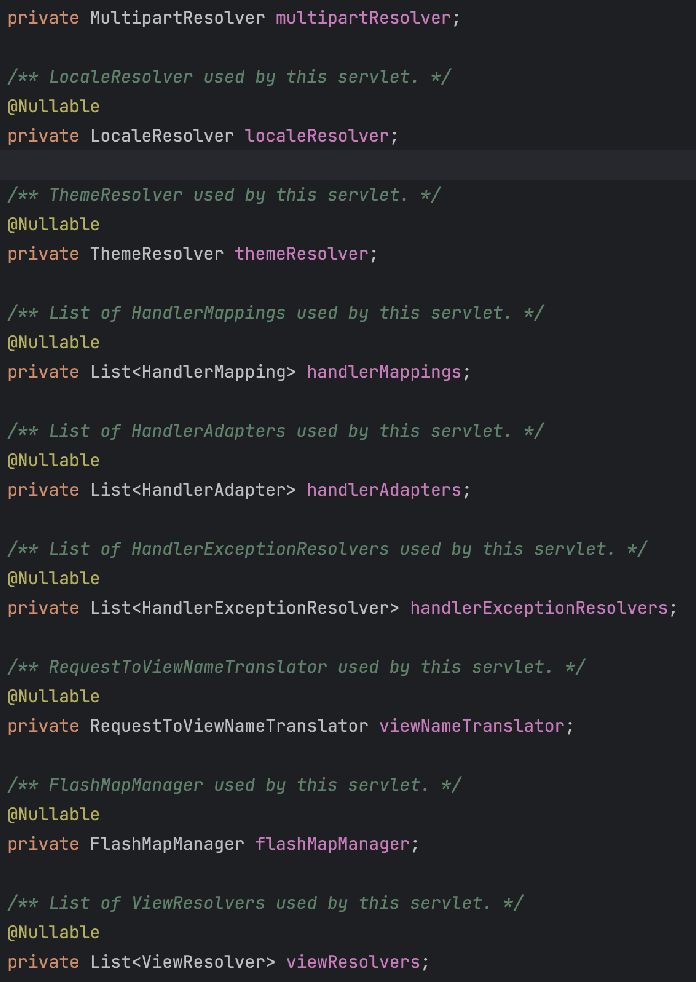 private MultipartResolver multipartResolver;
/** LocaleResolver used by this servlet. */
@Nullable
private LocaleResolver localeResolver;
/** ThemeResolver used by this servlet. */
@Nullable
private ThemeResolver themeResolver;
/** List of HandlerMappings used by this servlet. */
@Nullable
private List<HandlerMapping> handlerMappings;
/** List of HandlerAdapters used by this servlet. */
@Nullable
private List<HandlerAdapter> handlerAdapters;
/** List of HandlerExceptionResolvers used by this servlet. */
@Nullable
private List<HandlerExceptionResolver> handlerExceptionResolvers;
/** RequestToViewNameTranslator used by this servlet. */
@Nullable
private RequestToViewNameTranslator viewNameTranslator;
/** FlashMapManager used by this servlet. */
@Nullable
private FlashMapManager flashMapManager;
/** List of ViewResolvers used by this servlet. */
@Nullable
private List<ViewResolver> viewResolvers;